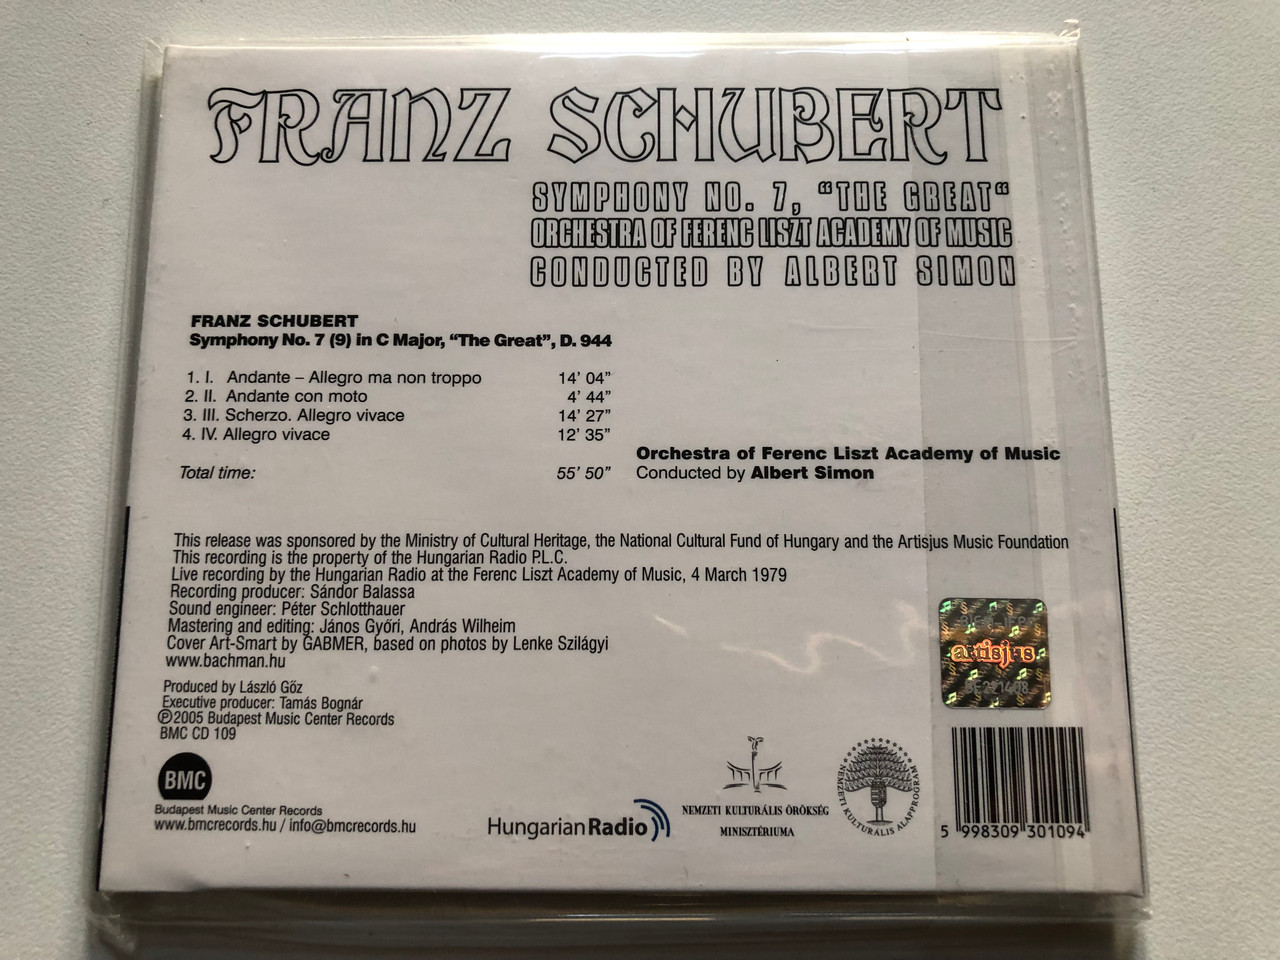 FRANZ SCHUBERT
SYMPHONY NO. 7, “THE GREAT“
ORCHESTRA OF FERENC LISZT ACADEMY OF MUSIC
CONDUCTED BY ALBERT SIMON
FRANZ SCHUBERT
Symphony No. 7 (9) in C Major, “The Great”, D. 944
1. I. Andante – Allegro ma non troppo 14’ 04”
2. II. Andante con moto 4’ 44”
3. III. Scherzo. Allegro vivace 14’ 27”
4. IV. Allegro vivace 12’ 35”
Total time: 55’ 50”
Orchestra of Ferenc Liszt Academy of Music
Conducted by Albert Simon
This release was sponsored by the Ministry of Cultural Heritage, the National Cultural Fund of Hungary and the Artisjus Music Foundation
This recording is the property of the Hungarian Radio P.L.C.
Live recording by the Hungarian Radio at the Ferenc Liszt Academy of Music, 4 March 1979
Recording producer: Sándor Balassa
Sound engineer: Péter Schlotthauer
Mastering and editing: János Győri, András Wilheim
Cover Art-Smart by GABMER, based on photos by Lenke Szilágyi
www.bachman.hu
Produced by László Gőz
Executive producer: Tamás Bognár
℗2005 Budapest Music Center Records
BMC CD 109
BMC
Budapest Music Center Records
www.bmcrecords.hu / info@bmcrecords.hu
HungarianRadio
NEMZETI KULTURÁLIS ÖRÖKSÉG
MINISZTÉRIUMA
NEMZETI KULTURÁLIS ALAPPROGRAM
artisjus
5 998309 301094